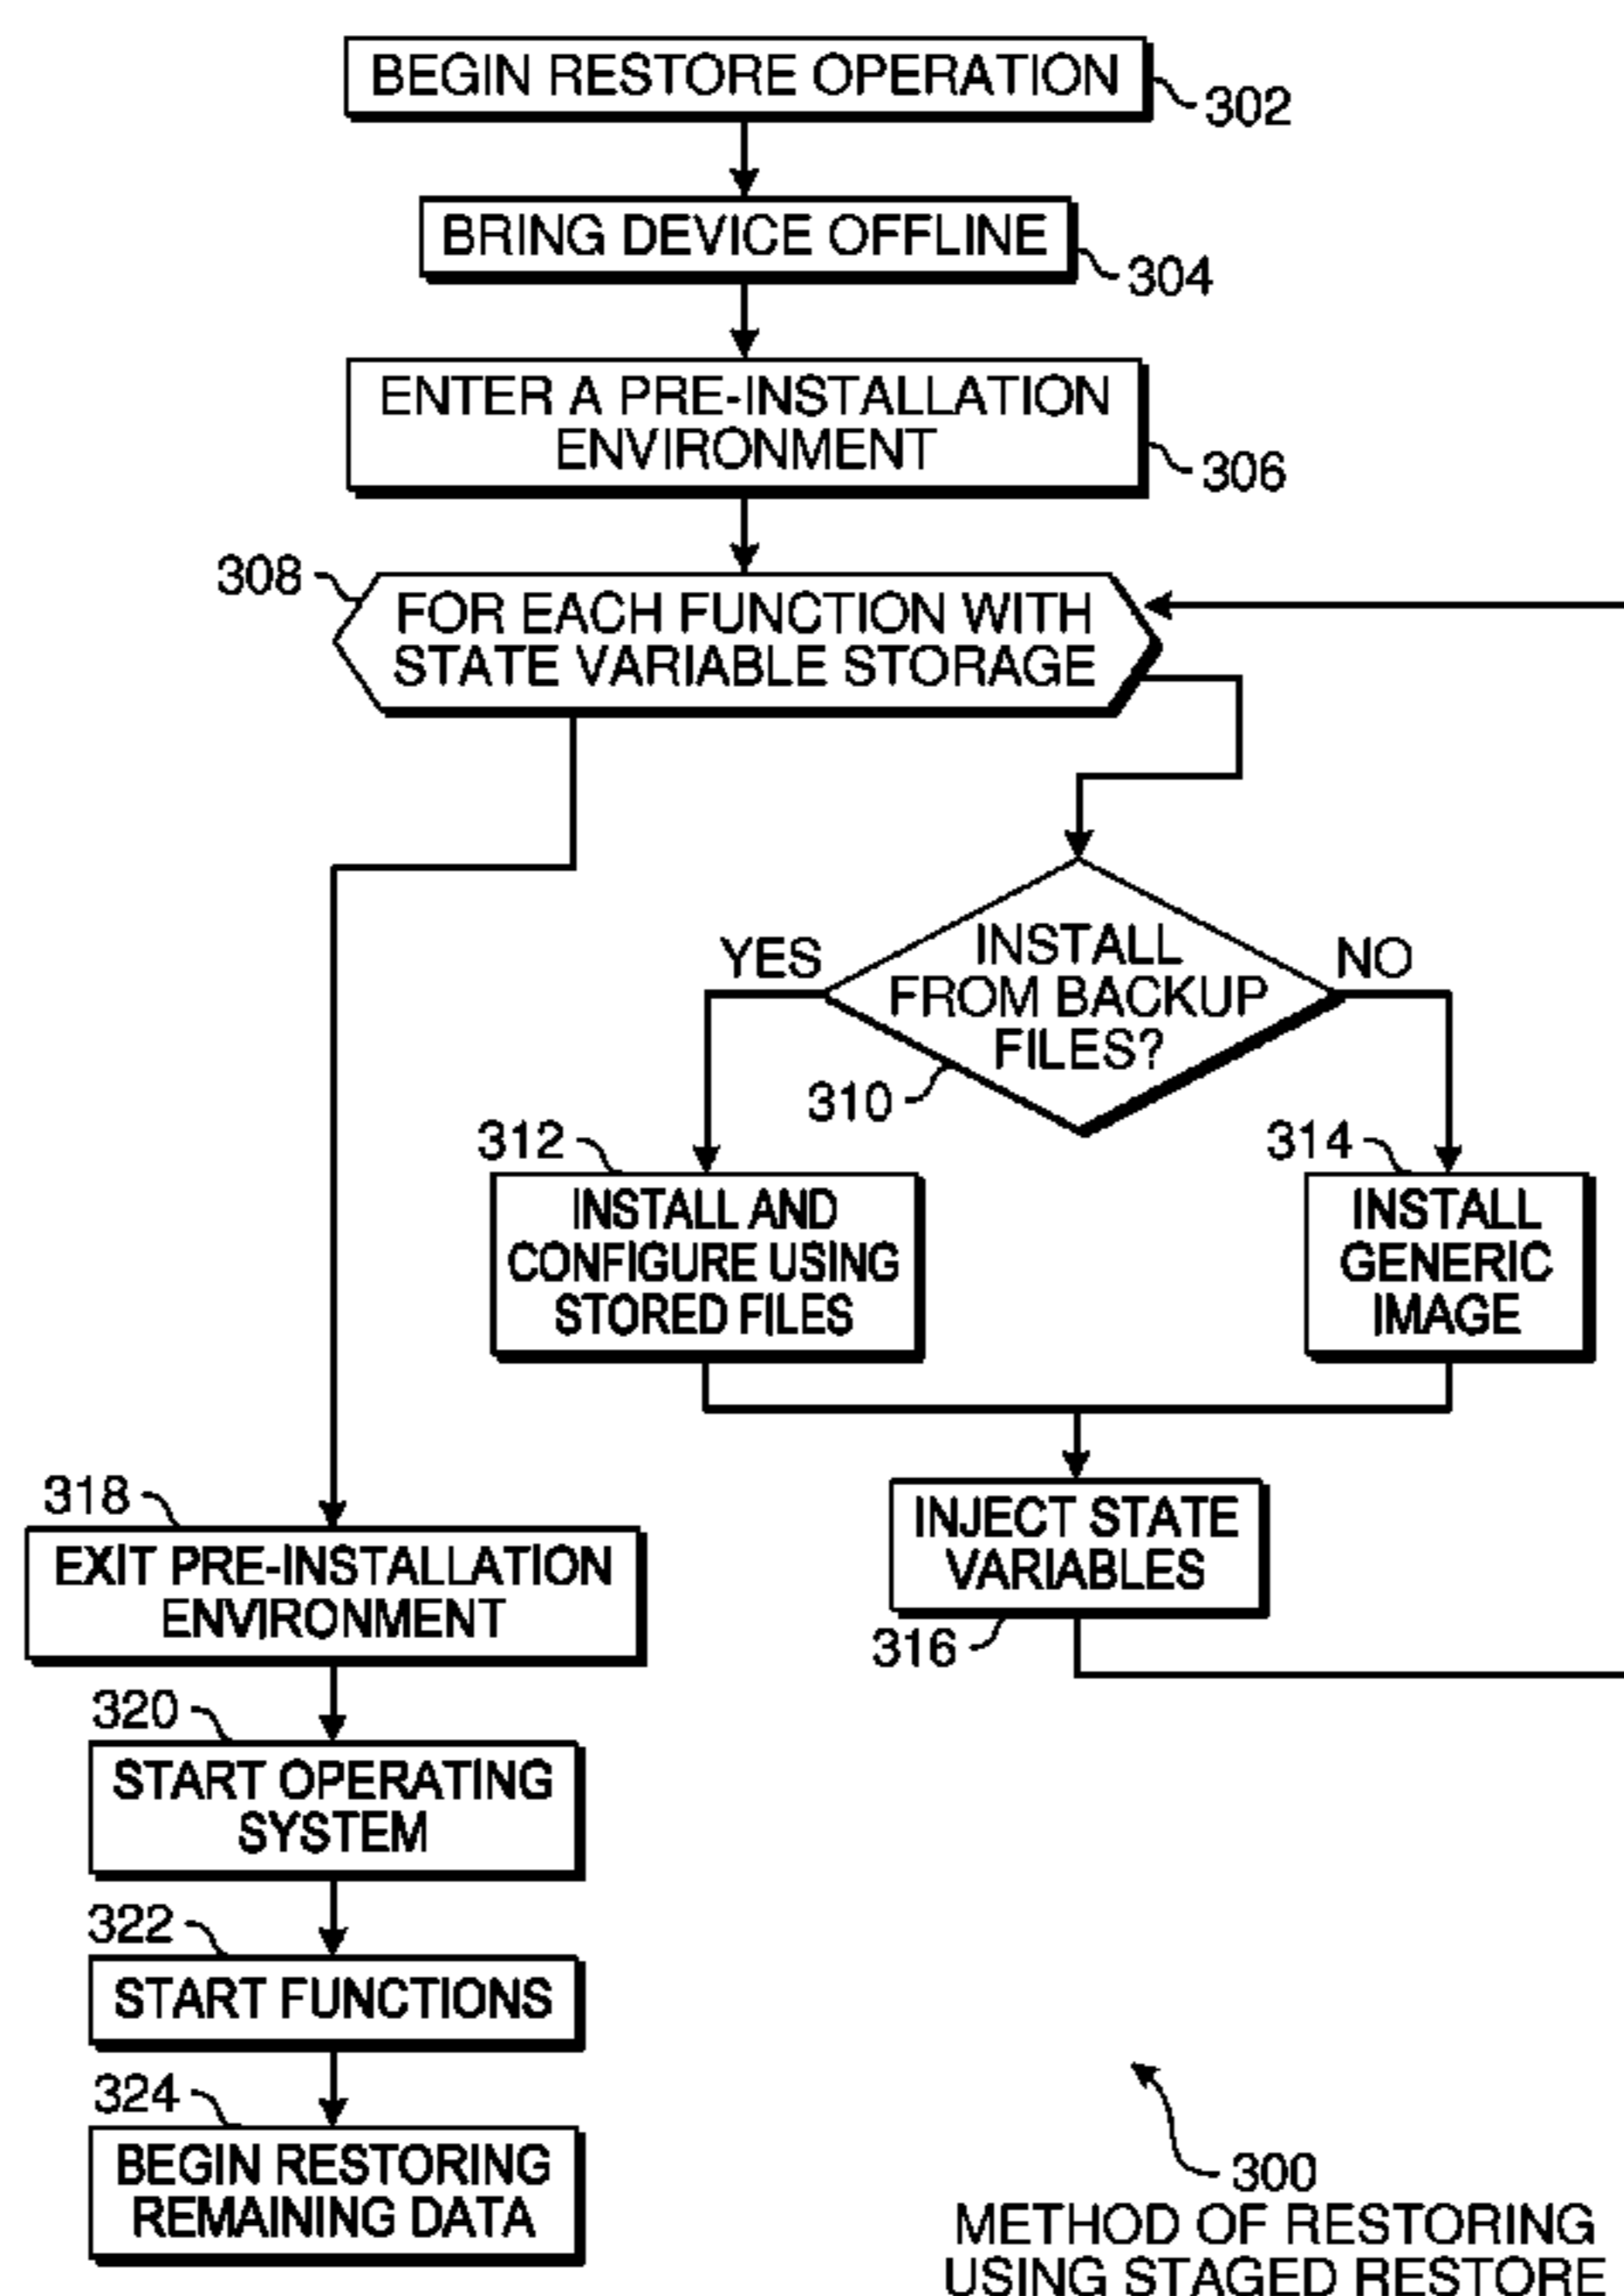 BEGIN RESTORE OPERATION
302
BRING DEVICE OFFLINE
304
ENTER A PRE-INSTALLATION
ENVIRONMENT
306
308
FOR EACH FUNCTION WITH
STATE VARIABLE STORAGE
YES
INSTALL
FROM BACKUP
FILES?
NO
310
312
INSTALL AND
CONFIGURE USING
STORED FILES
314
INSTALL
GENERIC
IMAGE
INJECT STATE
VARIABLES
316
318
EXIT PRE-INSTALLATION
ENVIRONMENT
320
START OPERATING
SYSTEM
322
START FUNCTIONS
324
BEGIN RESTORING
REMAINING DATA
300
METHOD OF RESTORING
USING STAGED RESTORE